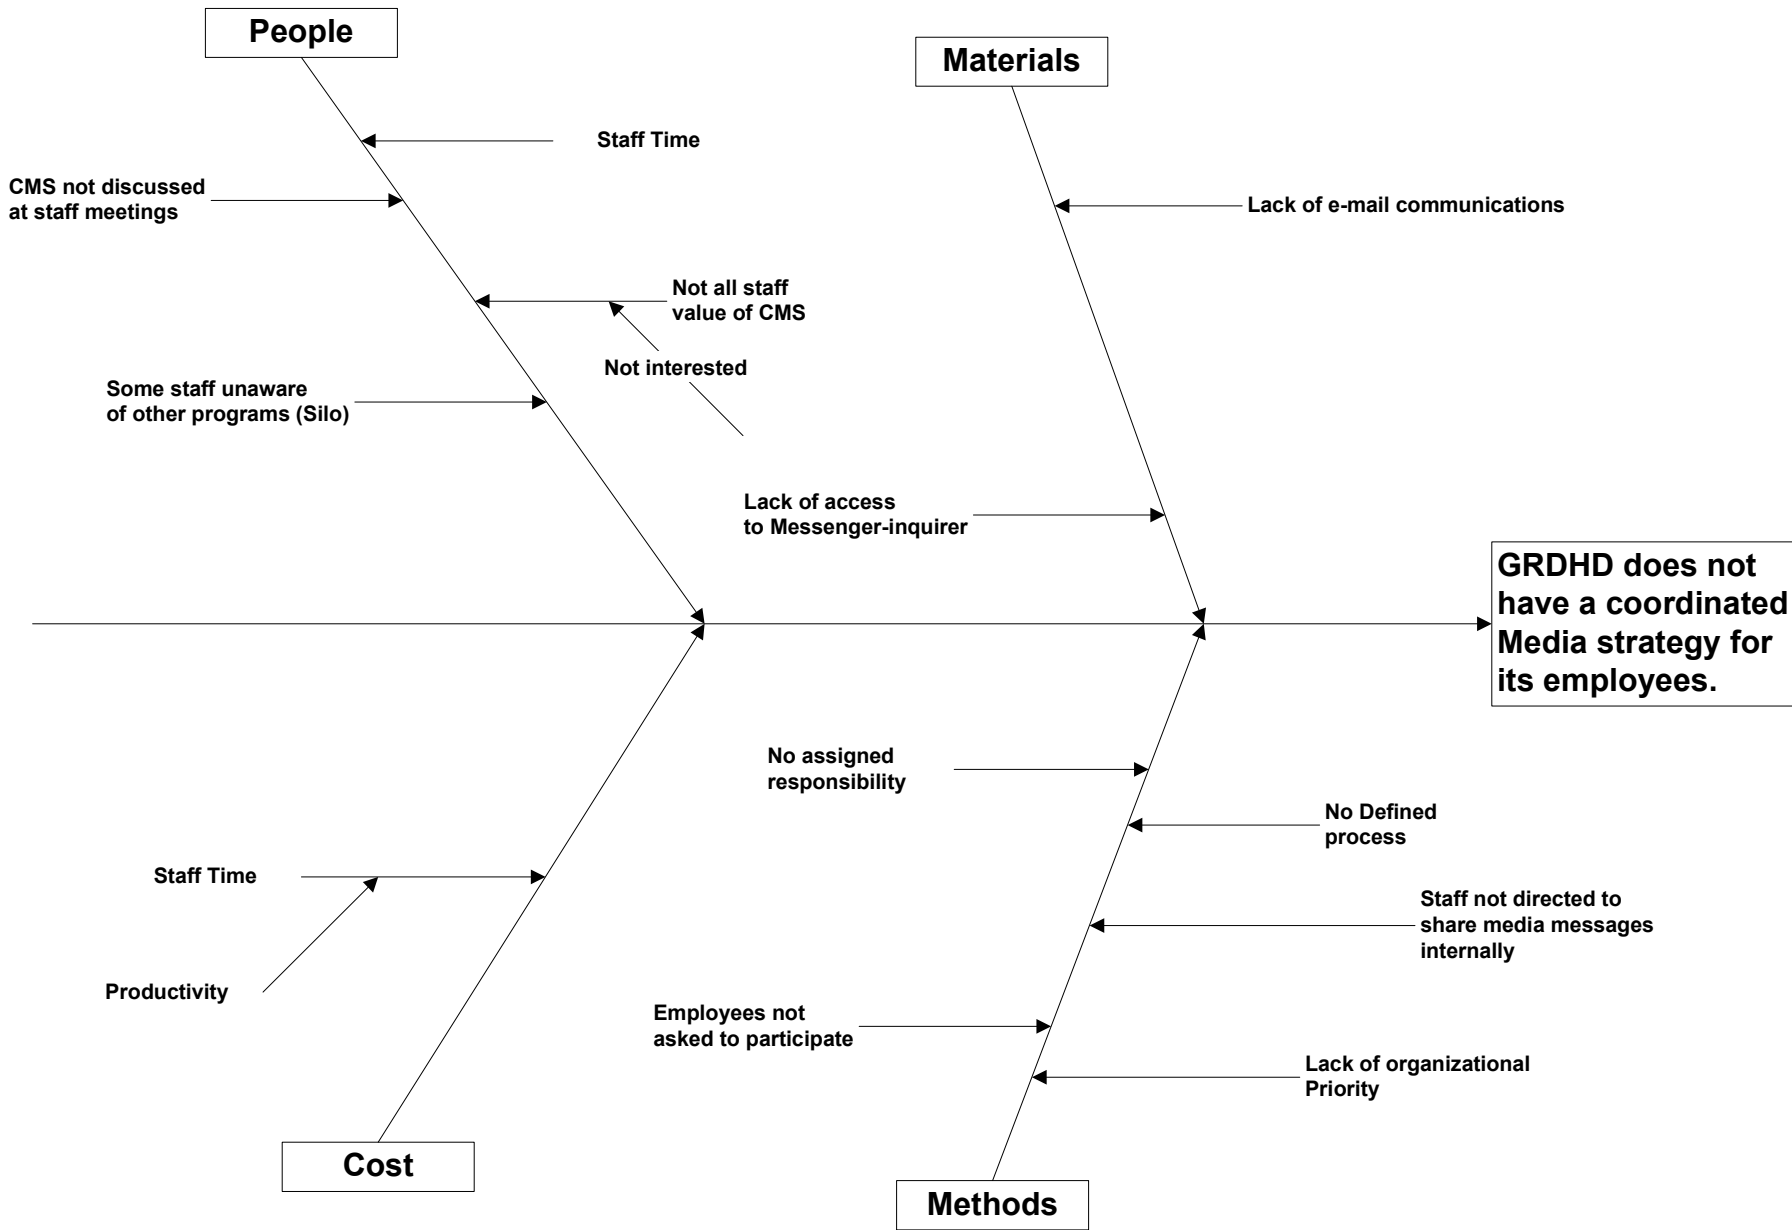 People
Materials
Staff Time
CMS not discussed
at staff meetings
Lack of e-mail communications
Not all staff
value of CMS
Not interested
Some staff unaware
of other programs (Silo)
Lack of access
to Messenger-inquirer
GRDHD does not
have a coordinated
Media strategy for
its employees.
No assigned
responsibility
No Defined
process
Staff Time
Staff not directed to
share media messages
internally
Productivity
Employees not
asked to participate
Lack of organizational
Priority
Cost
Methods